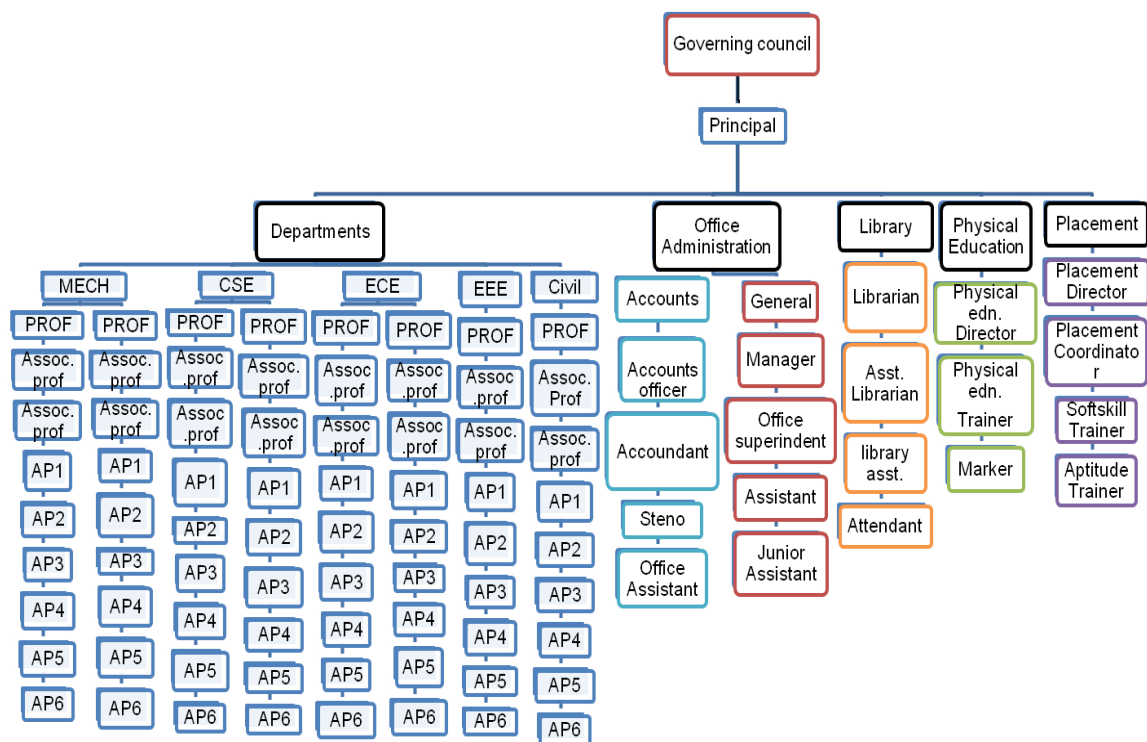 Governing council
Principal
Departments
Office
Administration
Library
Physical
Education
Placement
MECH
CSE
ECE
EEE
Civil
PROF
Assoc.
prof
Assoc.
prof
AP1
AP2
AP3
AP4
AP5
AP6
PROF
Assoc.
prof
Assoc.
prof
AP1
AP2
AP3
AP4
AP5
AP6
PROF
Assoc
.prof
Assoc
.prof
AP1
AP2
AP3
AP4
AP5
AP6
PROF
Assoc.
prof
Assoc
.prof
AP1
AP2
AP3
AP4
AP5
AP6
PROF
Assoc
.prof
Assoc
.prof
AP1
AP2
AP3
AP4
AP5
AP6
PROF
Assoc
.prof
Assoc
.prof
AP1
AP2
AP3
AP4
AP5
AP6
PROF
Assoc
.prof
Assoc.
prof
AP1
AP2
AP3
AP4
AP5
AP6
PROF
Assoc.
Prof
Assoc.
prof
AP1
AP2
AP3
AP4
AP5
AP6
Accounts
Accounts
officer
Accoundant
Steno
Office
Assistant
General
Manager
Office
superindent
Assistant
Junior
Assistant
Librarian
Asst.
Librarian
library
asst.
Attendant
Physical
edn.
Director
Physical
edn.
Trainer
Marker
Placement
Director
Placement
Coordinato
r
Softskill
Trainer
Aptitude
Trainer